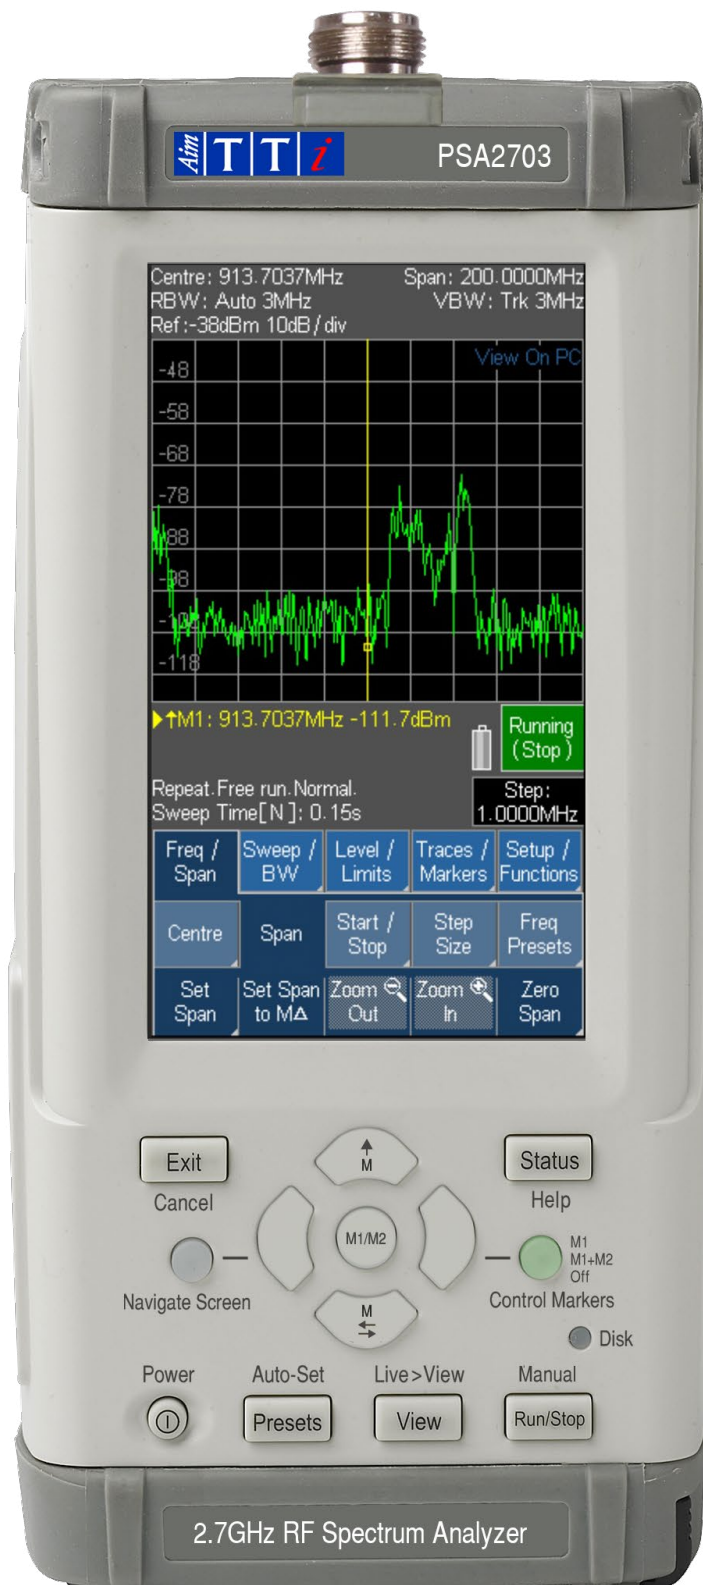 Aim TTi
PSA2703
Centre: 913.7037MHz Span: 200.0000MHz
RBW: Auto 3MHz VBW: Trk 3MHz
Ref:-38dBm 10dB/div
View On PC
-48
-58
-68
-78
-88
-98
-118
M1: 913.7037MHz -111.7dBm
Running
(Stop)
Repeat.Free run.Normal.
Sweep Time[N]: 0.15s
Step:
1.0000MHz
Freq / Span
Sweep / BW
Level / Limits
Traces / Markers
Setup / Functions
Centre
Span
Start / Stop
Step Size
Freq Presets
Set Span
Set Span to MΔ
Zoom Out
Zoom In
Zero Span
Exit
Cancel
M
Status
Help
M1/M2
Navigate Screen
M1
M1+M2
Off
Control Markers
M
Disk
Power
Auto-Set
Live>View
Manual
Presets
View
Run/Stop
2.7GHz RF Spectrum Analyzer